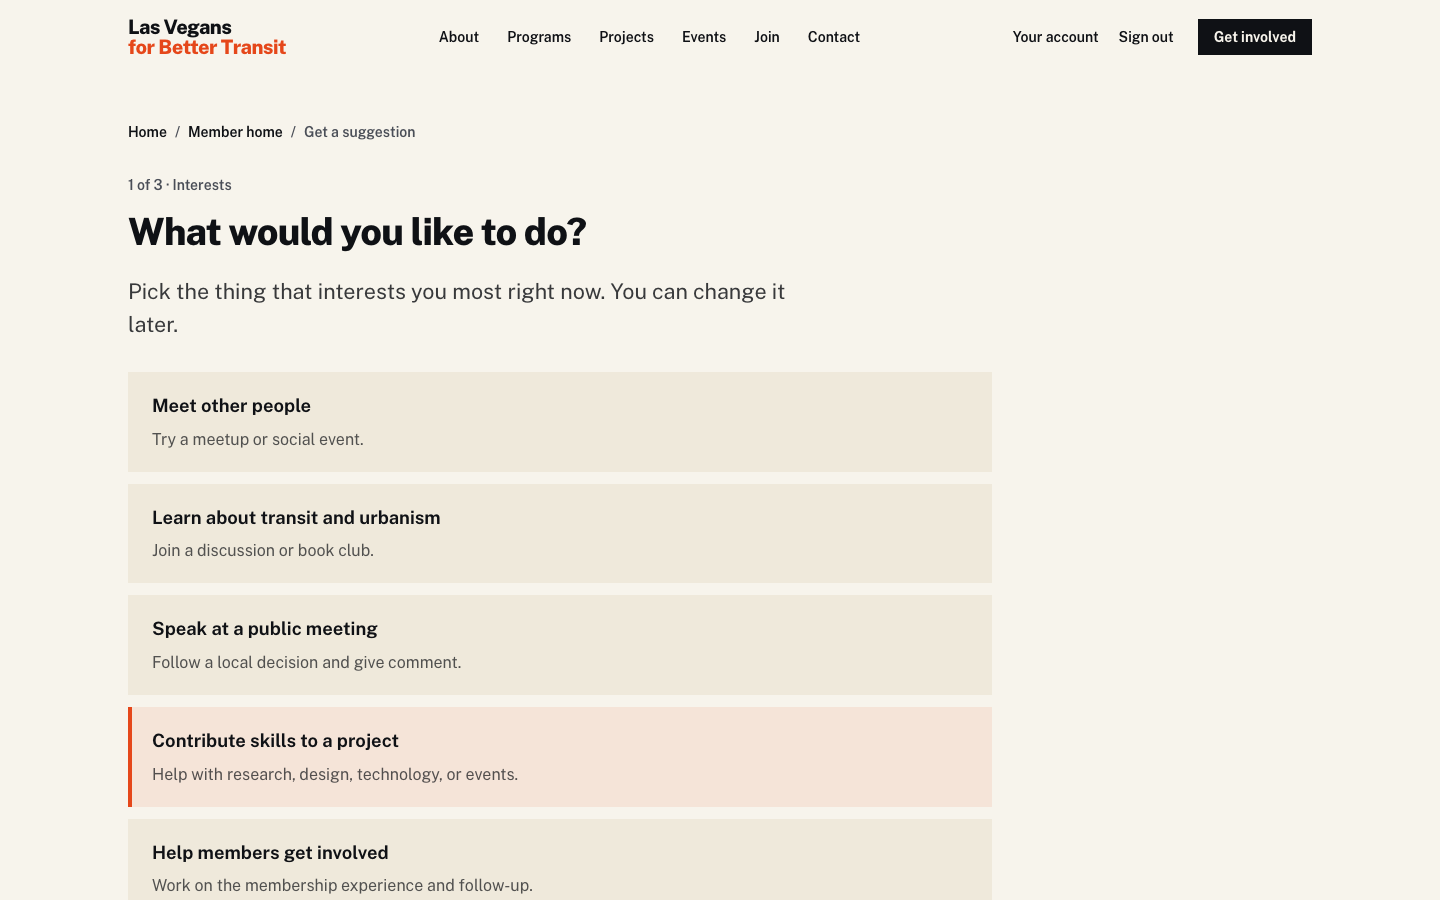 Las Vegans
for Better Transit
About
Programs
Projects
Events
Join
Contact
Your account
Sign out
Get involved
Home / Member home / Get a suggestion
1 of 3 · Interests
What would you like to do?
Pick the thing that interests you most right now. You can change it
later.
Meet other people
Try a meetup or social event.
Learn about transit and urbanism
Join a discussion or book club.
Speak at a public meeting
Follow a local decision and give comment.
Contribute skills to a project
Help with research, design, technology, or events.
Help members get involved
Work on the membership experience and follow-up.